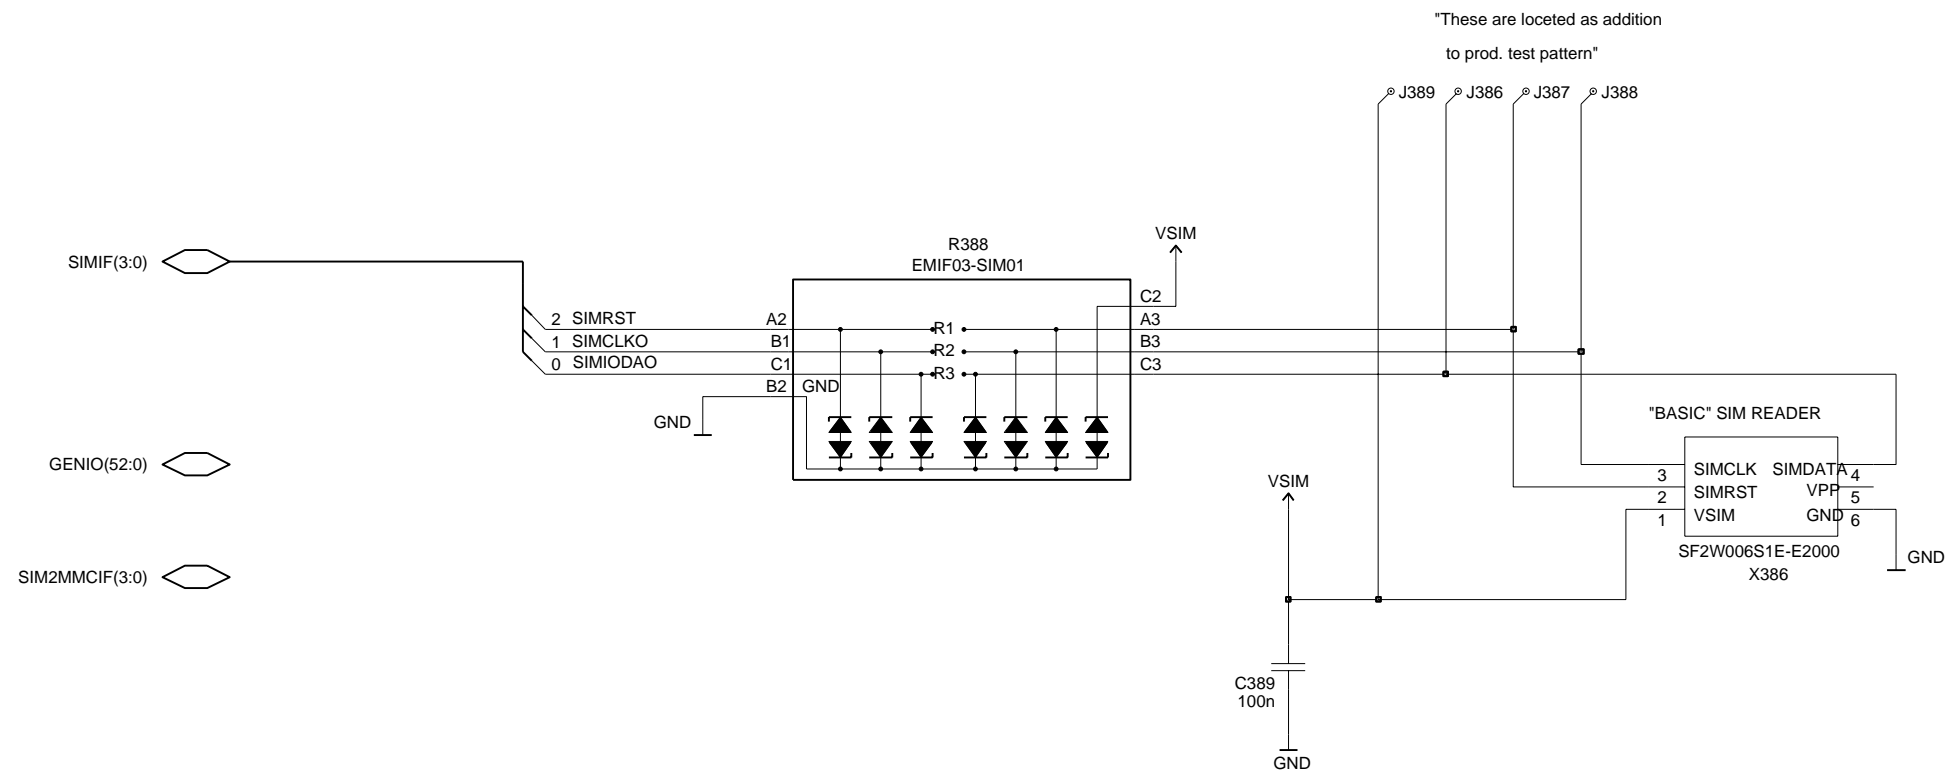 "These are loceted as addition
to prod. test pattern"
J389 J386 J387 J388
VSIM
R388
EMIF03-SIM01
SIMIF(3:0)
C2
2 SIMRST A2 R1 A3
1 SIMCLKO B1 R2 B3
0 SIMIODAO C1 R3 C3
B2 GND
GND
"BASIC" SIM READER
GENIO(52:0)
VSIM
SIMCLK SIMDATA
3 4
SIMRST VPP
2 5
VSIM GND
1 6
SF2W006S1E-E2000
X386
GND
SIM2MMCIF(3:0)
C389
100n
GND